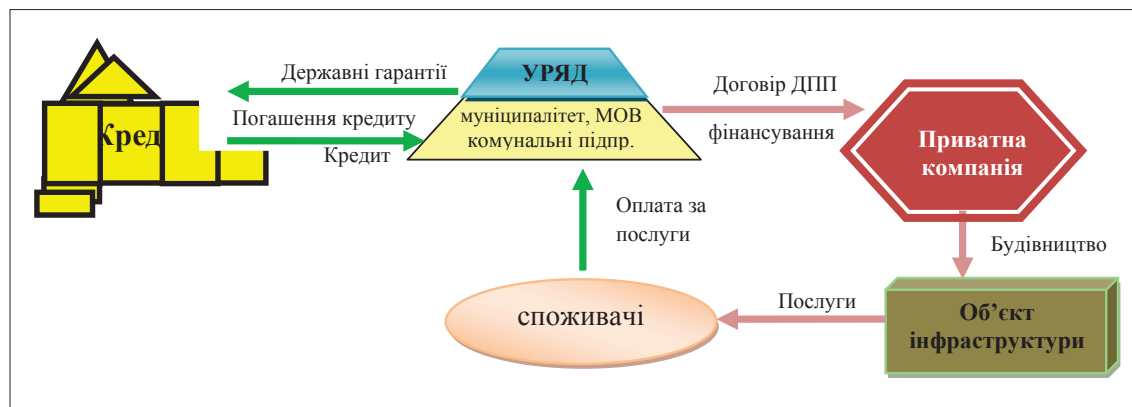 Державні гарантії
Погашення кредиту
Кредит
Кред
УРЯД
муніципалітет, МОВ
комунальні підпр.
Договір ДПП
фінансування
Приватна
компанія
Оплата за
послуги
Будівництво
споживачі
Послуги
Об’єкт
інфраструктури